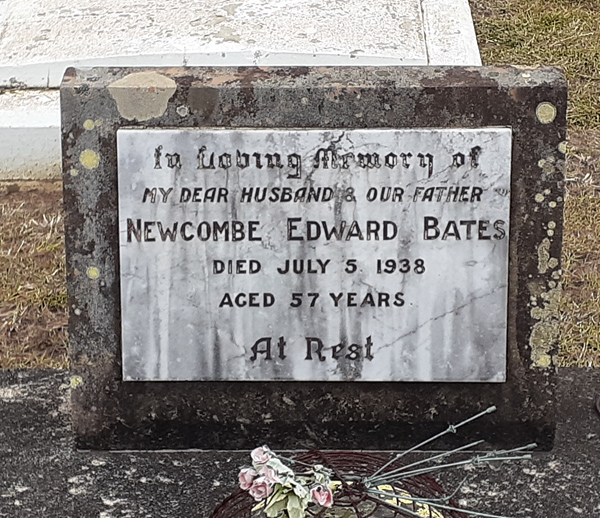 In Loving Memory of
MY DEAR HUSBAND & OUR FATHER
NEWCOMBE EDWARD BATES
DIED JULY 5. 1938
AGED 57 YEARS
At Rest